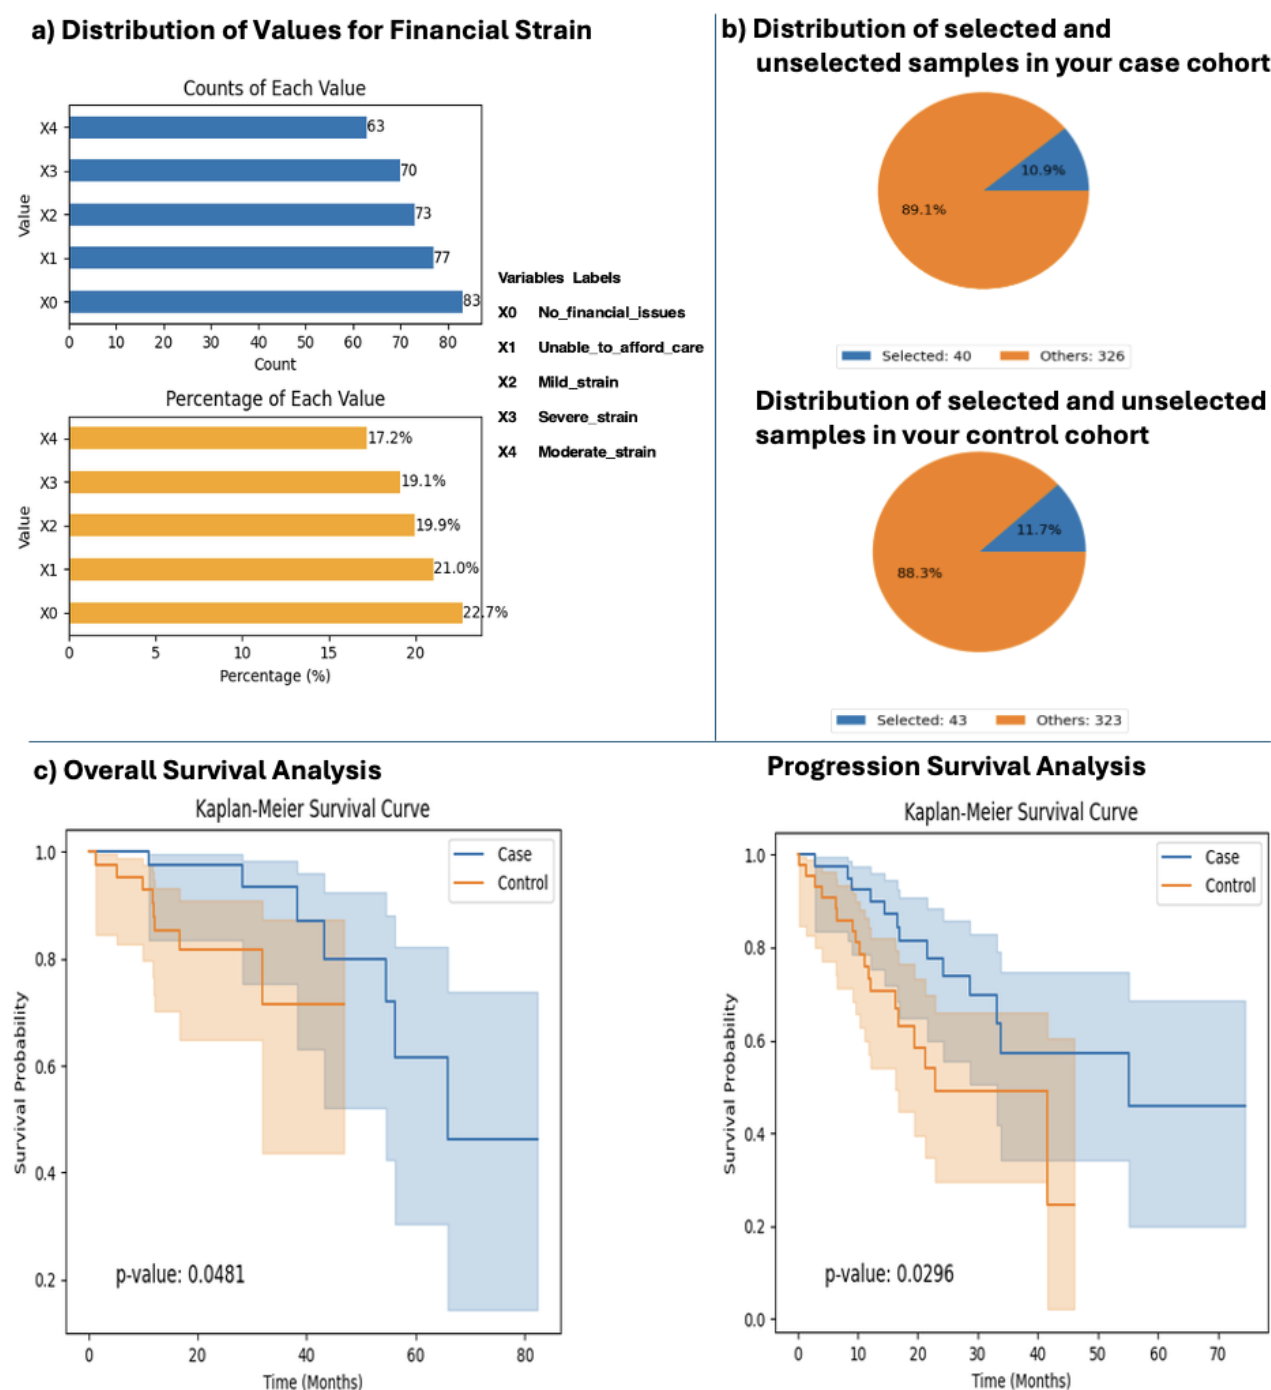 a) Distribution of Values for Financial Strain
Counts of Each Value
Value
X4
63
X3
70
X2
73
X1
77
X0
83
0 10 20 30 40 50 60 70 80
Count
Percentage of Each Value
Value
X4
17.2%
X3
19.1%
X2
19.9%
X1
21.0%
X0
22.7%
0 5 10 15 20
Percentage (%)
Variables Labels
X0 No_financial_issues
X1 Unable_to_afford_care
X2 Mild_strain
X3 Severe_strain
X4 Moderate_strain
b) Distribution of selected and
unselected samples in your case cohort
10.9%
89.1%
Selected: 40 Others: 326
Distribution of selected and unselected
samples in vour control cohort
11.7%
88.3%
Selected: 43 Others: 323
c) Overall Survival Analysis
Kaplan-Meier Survival Curve
Case
Control
Survival Probability
1.0
0.8
0.6
0.4
0.2
p-value: 0.0481
0 20 40 60 80
Time (Months)
Progression Survival Analysis
Kaplan-Meier Survival Curve
Case
Control
Survival Probability
1.0
0.8
0.6
0.4
0.2
0.0
p-value: 0.0296
0 10 20 30 40 50 60 70
Time (Months)